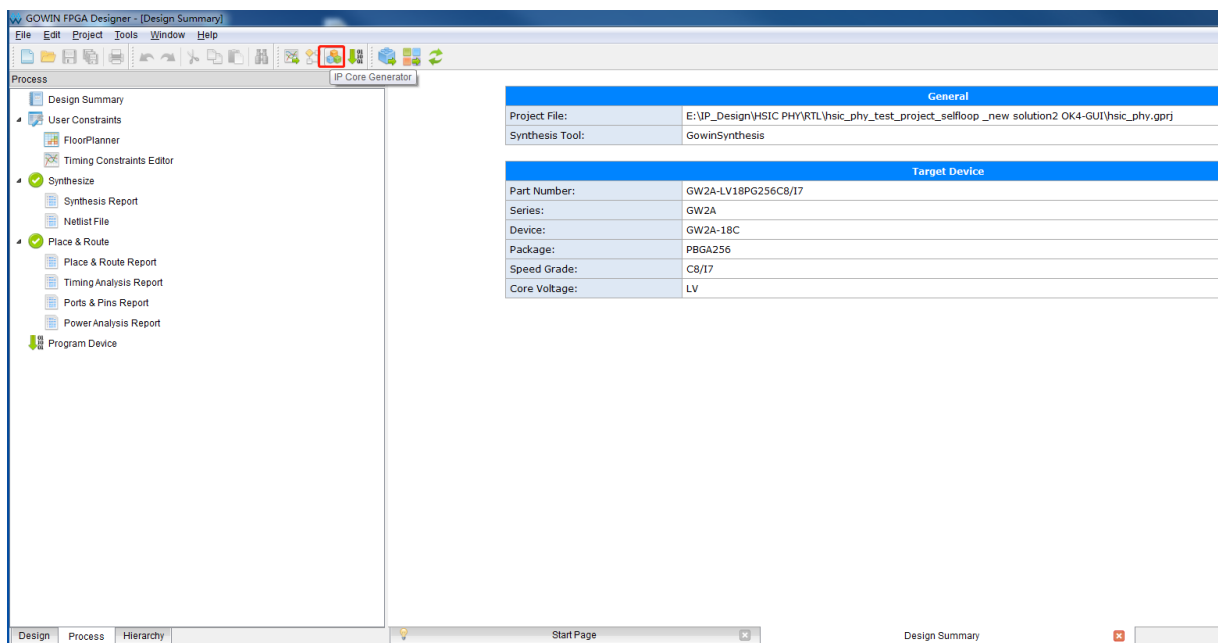 GOWIN FPGA Designer - [Design Summary]
File Edit Project Tools Window Help
IP Core Generator
Process
Design Summary
User Constraints
FloorPlanner
Timing Constraints Editor
Synthesize
Synthesis Report
Netlist File
Place & Route
Place & Route Report
Timing Analysis Report
Ports & Pins Report
Power Analysis Report
Program Device
General
Project File: E:\IP_Design\HSIC PHY\RTL\hsic_phy_test_project_selfloop _new solution2 OK4-GUI\hsic_phy.gprj
Synthesis Tool: GowinSynthesis
Target Device
Part Number: GW2A-LV18PG256C8/I7
Series: GW2A
Device: GW2A-18C
Package: PBGA256
Speed Grade: C8/I7
Core Voltage: LV
Design Process Hierarchy
Start Page
Design Summary